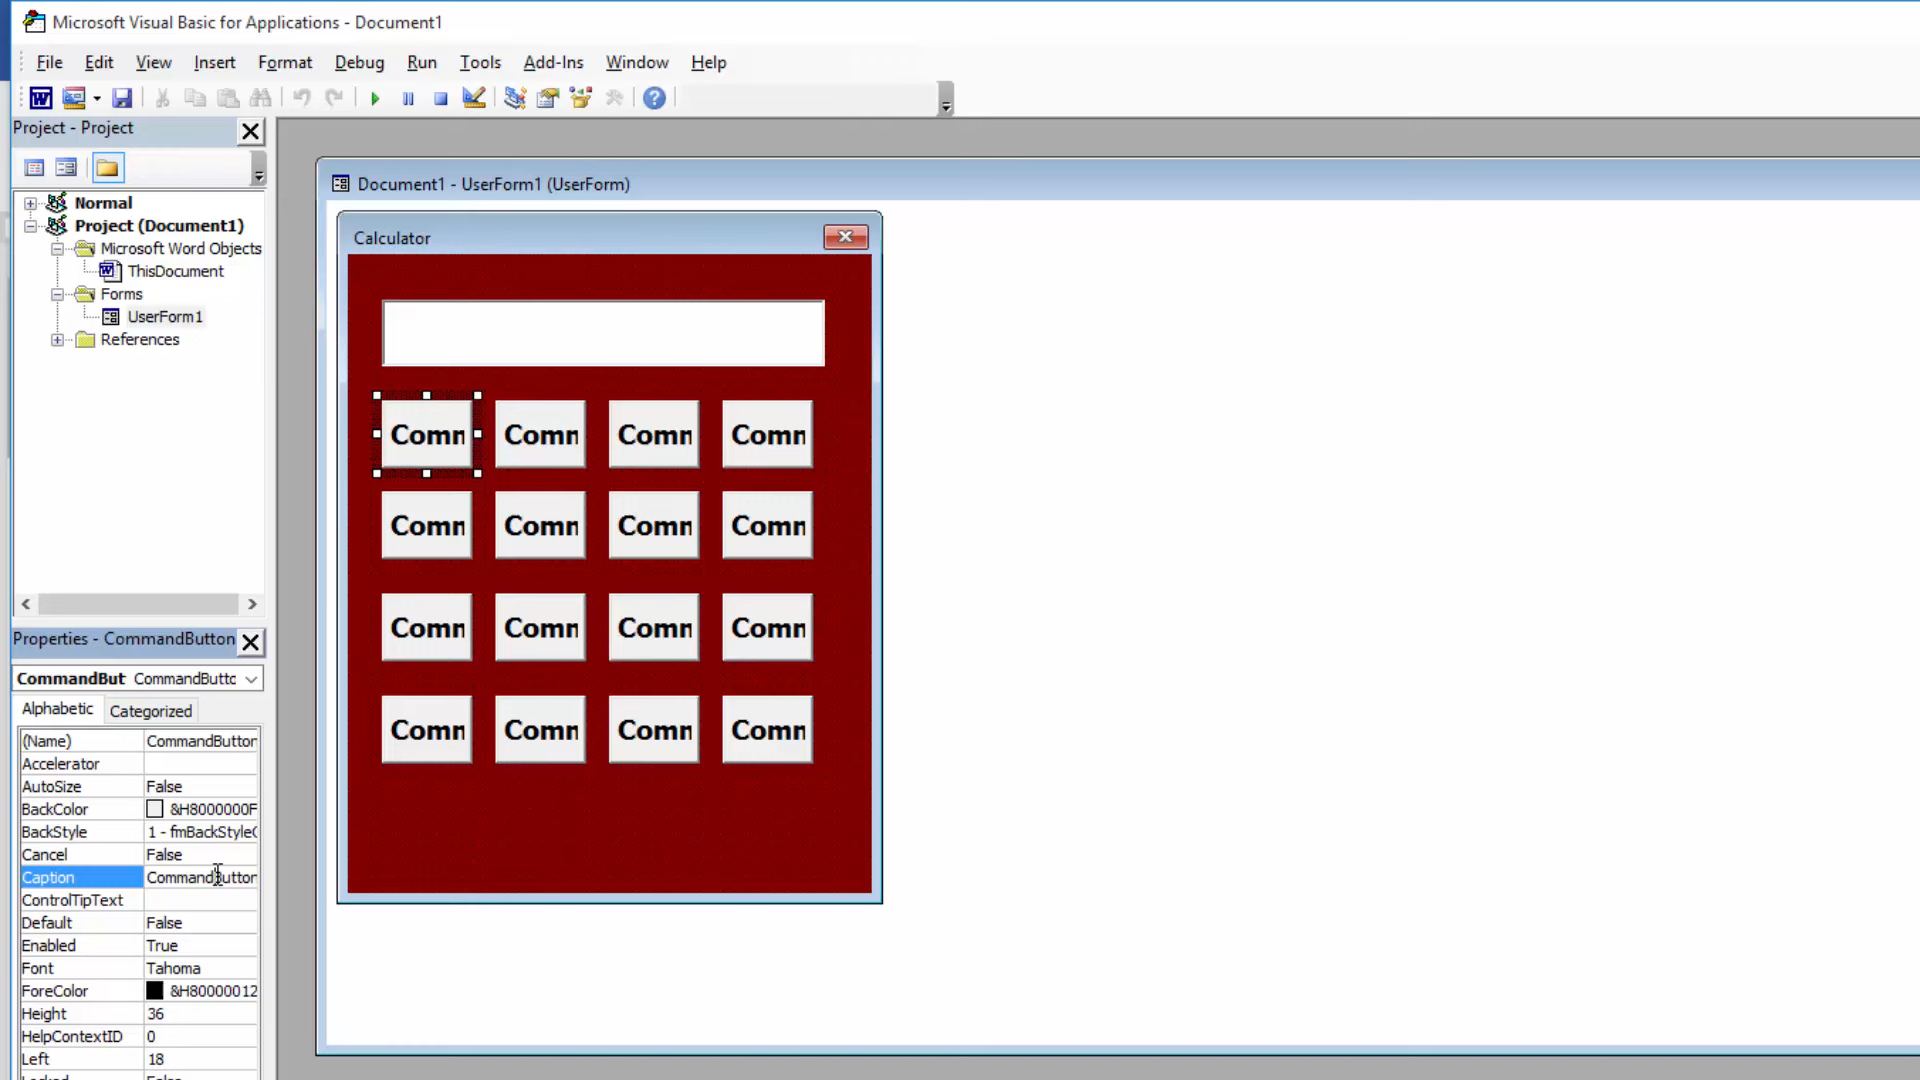 Microsoft Visual Basic for Applications - Document1
File Edit View Insert Format Debug Run Tools Add-Ins Window Help
Project - Project
Normal
Project (Document1)
Microsoft Word Objects
ThisDocument
Forms
UserForm1
References
Document1 - UserForm1 (UserForm)
Calculator
Comn Comn Comn Comn
Comn Comn Comn Comn
Comn Comn Comn Comn
Comn Comn Comn Comn
Properties - CommandButton
CommandBut CommandButto
Alphabetic Categorized
(Name) CommandButton
Accelerator
AutoSize False
BackColor &H8000000F
BackStyle 1 - fmBackStyleO
Cancel False
Caption CommandButton
ControlTipText
Default False
Enabled True
Font Tahoma
ForeColor &H80000012
Height 36
HelpContextID 0
Left 18